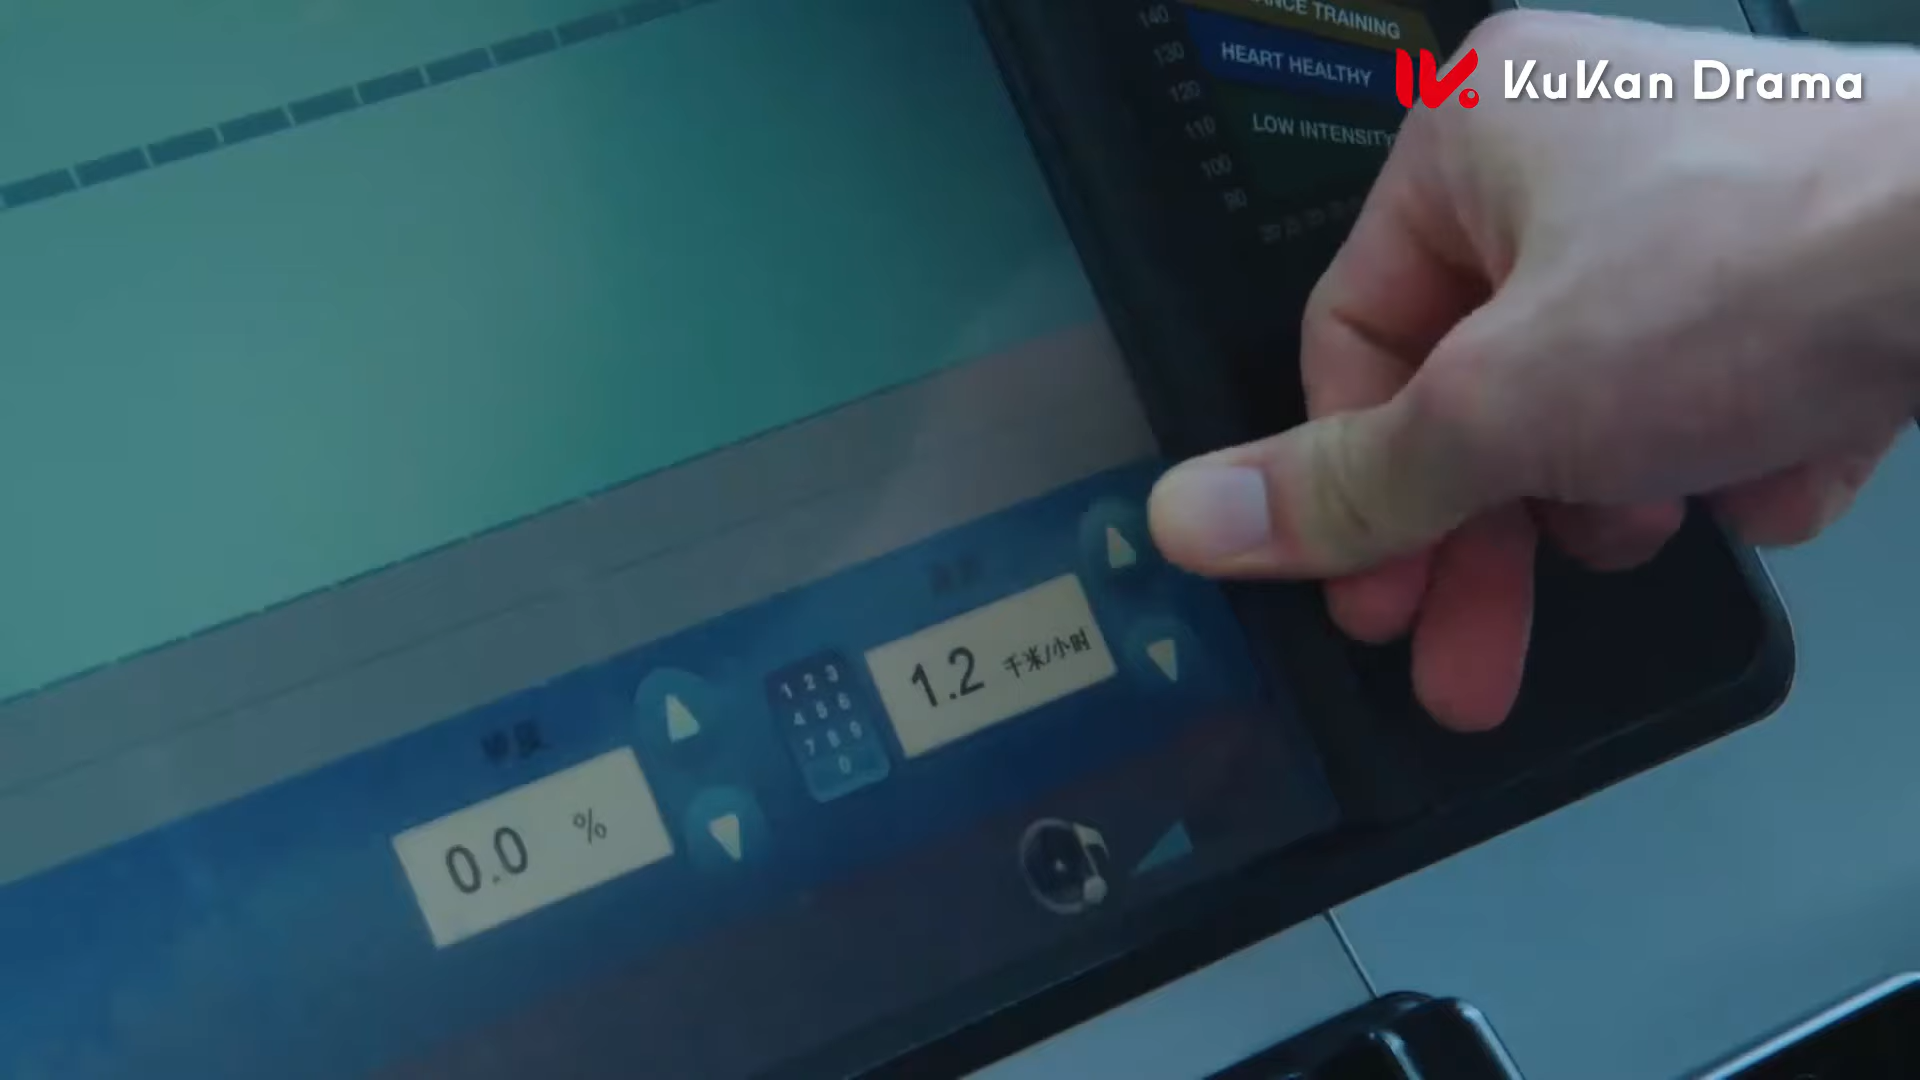 140
ANCE TRAINING
130
HEART HEALTHY
120
LOW INTENSITY
110
100
90
KuKan Drama
1.2 千米/小时
1 2 3
4 5 6
7 8 9
0
0.0 %